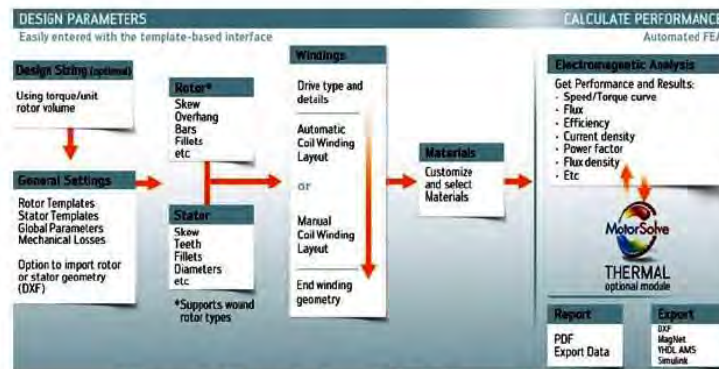 DESIGN PARAMETERS
Easily entered with the template-based interface
CALCULATE PERFORMANCE
Automated FEA
Design Sizing (optional)
Using torque/unit
rotor volume
General Settings
Rotor Templates
Stator Templates
Global Parameters
Mechanical Losses
Option to import rotor
or stator geometry
(DXF)
Rotor*
Skew
Overhang
Bars
Fillets
etc
Stator
Skew
Teeth
Fillets
Diameters
etc
*Supports wound
rotor types
Windings
Drive type and
details
Automatic
Coil Winding
Layout
or
Manual
Coil Winding
Layout
End winding
geometry
Materials
Customize
and select
Materials
Electromagnetic Analysis
Get Performance and Results:
- Speed/Torque curve
- Flux
- Efficiency
- Current density
- Power factor
- Flux density
- Etc
MotorSolve
THERMAL
optional module
Report
PDF
Export Data
Export
DXF
MagNet
VHDL AMS
Simulink